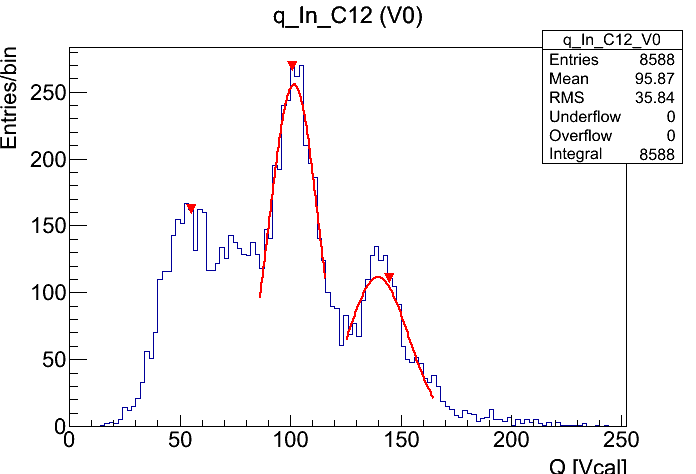 q_In_C12 (V0)
q_In_C12_V0
Entries 8588
Mean 95.87
RMS 35.84
Underflow 0
Overflow 0
Integral 8588
Entries/bin
250
200
150
100
50
0
0 50 100 150 200 250
Q [Vcal]